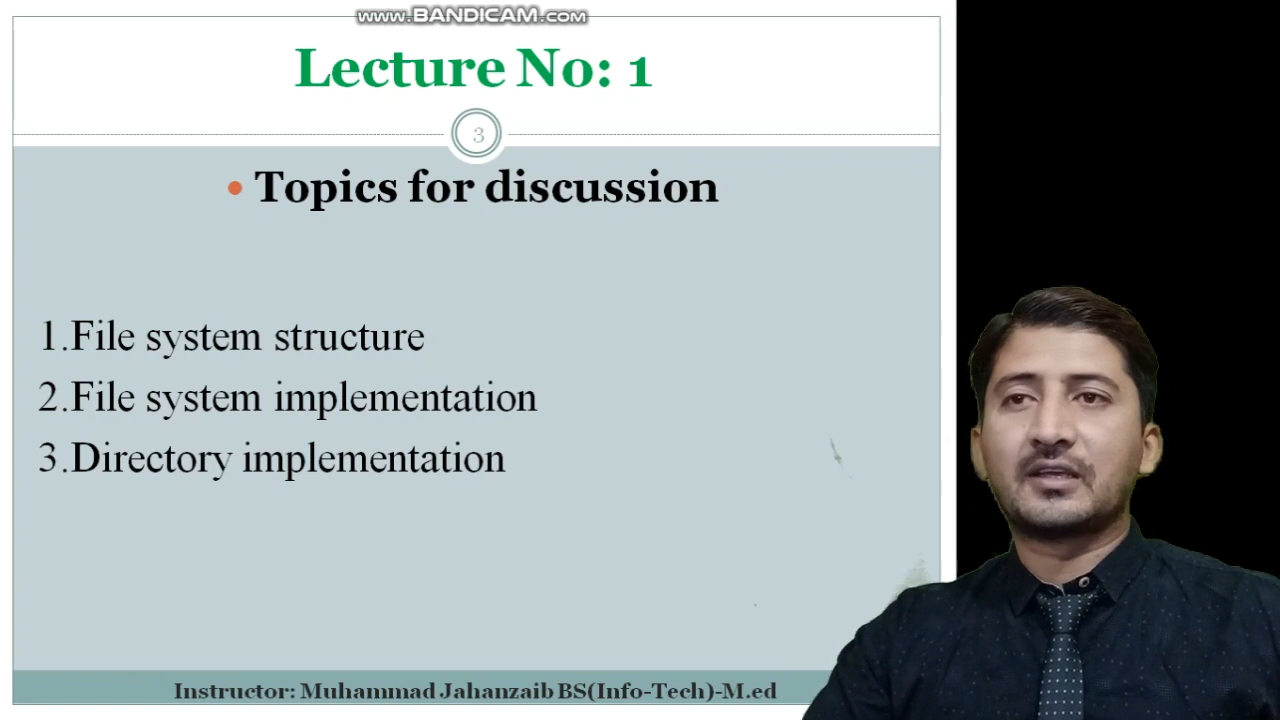 www.BANDICAM.com
Lecture No: 1
3
• Topics for discussion
1.File system structure
2.File system implementation
3.Directory implementation
Instructor: Muhammad Jahanzaib BS(Info-Tech)-M.ed